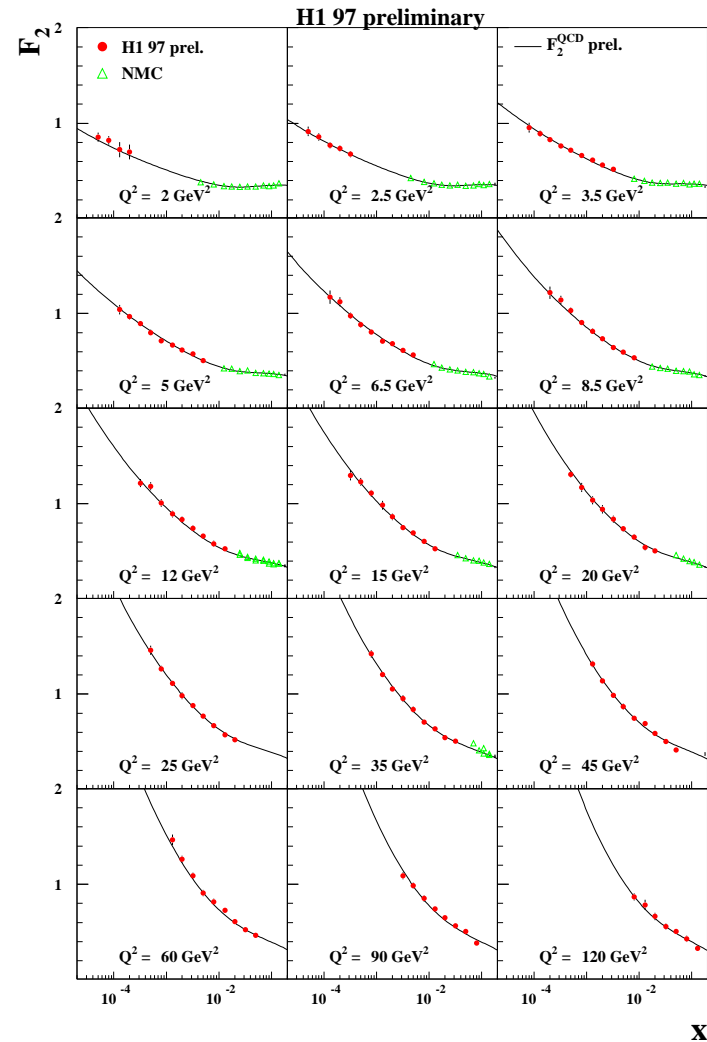 H1 97 preliminary
F₂
2
H1 97 prel.
NMC
F₂^QCD prel.
1
Q² = 2 GeV²
Q² = 2.5 GeV²
Q² = 3.5 GeV²
2
1
Q² = 5 GeV²
Q² = 6.5 GeV²
Q² = 8.5 GeV²
2
1
Q² = 12 GeV²
Q² = 15 GeV²
Q² = 20 GeV²
2
1
Q² = 25 GeV²
Q² = 35 GeV²
Q² = 45 GeV²
2
1
Q² = 60 GeV²
Q² = 90 GeV²
Q² = 120 GeV²
10⁻⁴ 10⁻² 10⁻⁴ 10⁻² 10⁻⁴ 10⁻²
x